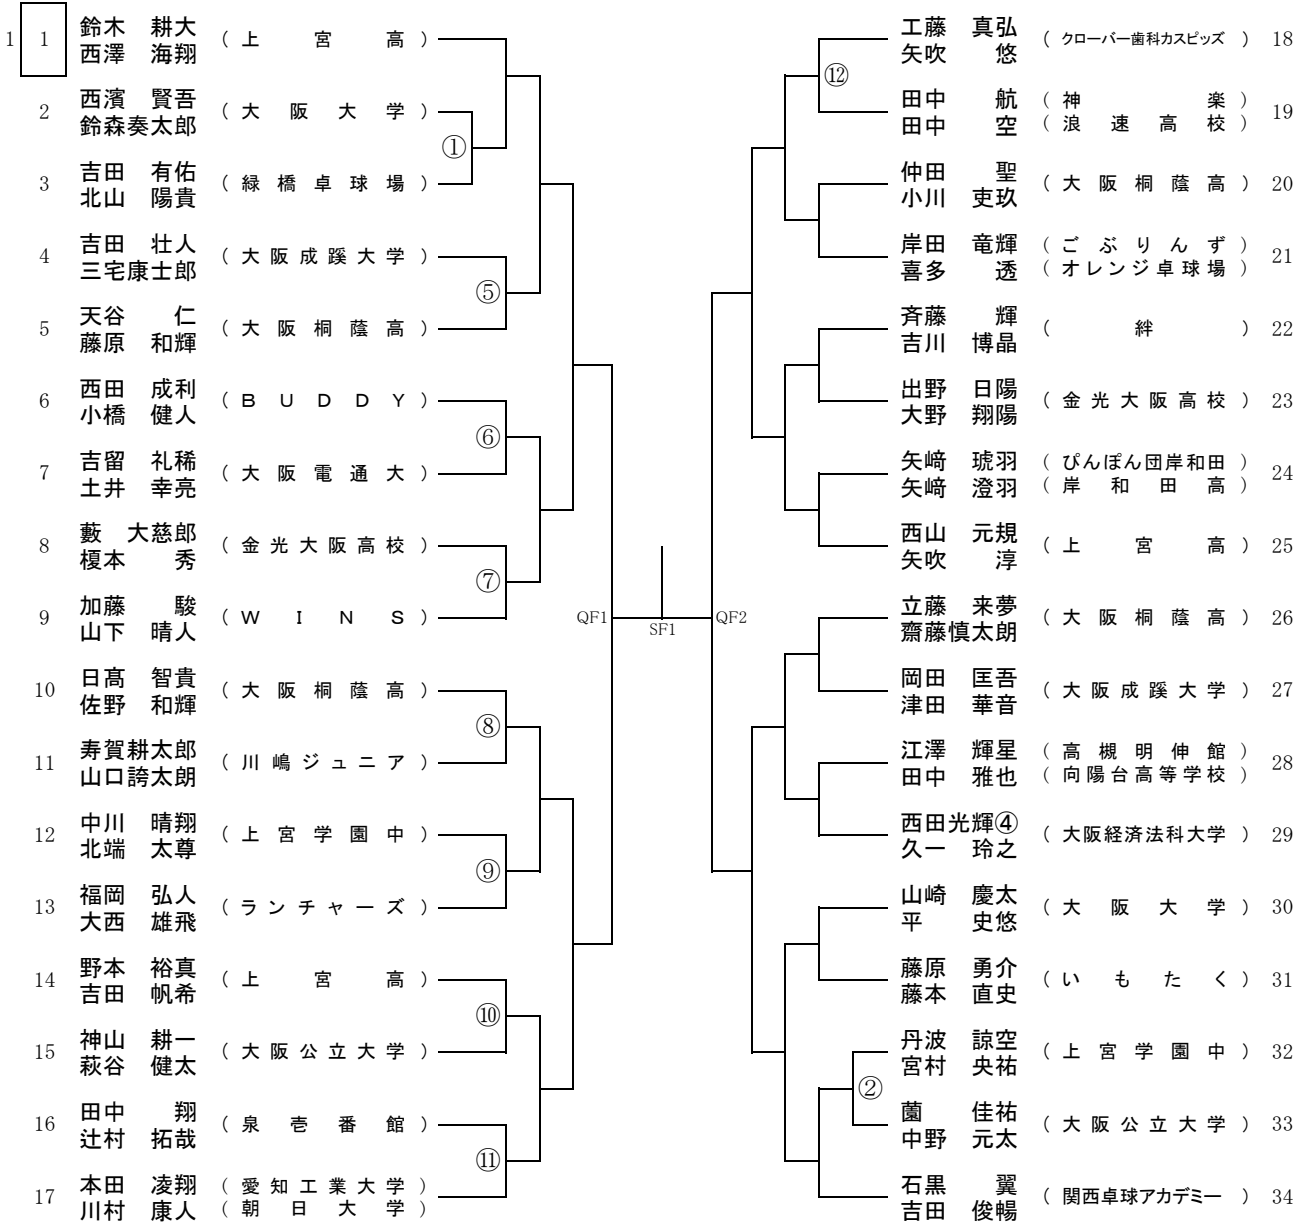 1 1 鈴木 耕大 (上宮高)
西澤 海翔
2 西濱 賢吾 (大阪大学)
鈴森奏太郎
①
3 吉田 有佑 (緑橋卓球場)
北山 陽貴
4 吉田 壮人 (大阪成蹊大学)
三宅康士郎
⑤
5 天谷 仁 (大阪桐蔭高)
藤原 和輝
6 西田 成利 (BUDDY)
小橋 健人
⑥
7 吉留 礼稀 (大阪電通大)
土井 幸亮
8 藪 大慈郎 (金光大阪高校)
榎本 秀
⑦
9 加藤 駿 (WINS)
山下 晴人
10 日髙 智貴 (大阪桐蔭高)
佐野 和輝
⑧
11 寿賀耕太郎 (川嶋ジュニア)
山口誇太朗
12 中川 晴翔 (上宮学園中)
北端 太尊
⑨
13 福岡 弘人 (ランチャーズ)
大西 雄飛
14 野本 裕真 (上宮高)
吉田 帆希
⑩
15 神山 耕一 (大阪公立大学)
萩谷 健太
16 田中 翔 (泉壱番館)
辻村 拓哉
⑪
17 本田 凌翔 (愛知工業大学)
川村 康人 (朝日大学)
QF1
SF1
QF2
工藤 真弘 (クローバー歯科カスピッズ) 18
矢吹 悠
⑫
田中 航 (神楽) 19
田中 空 (浪速高校)
仲田 聖 (大阪桐蔭高) 20
小川 吏玖
岸田 竜輝 (ごぶりんず) 21
喜多 透 (オレンジ卓球場)
斉藤 輝 (絆) 22
吉川 博晶
出野 日陽 (金光大阪高校) 23
大野 翔陽
矢﨑 琥羽 (ぴんぽん団岸和田) 24
矢﨑 澄羽 (岸和田高)
西山 元規 (上宮高) 25
矢吹 淳
立藤 来夢 (大阪桐蔭高) 26
齋藤慎太朗
岡田 匡吾 (大阪成蹊大学) 27
津田 華音
江澤 輝星 (高槻明伸館) 28
田中 雅也 (向陽台高等学校)
西田光輝④ (大阪経済法科大学) 29
久一 玲之
山崎 慶太 (大阪大学) 30
平 史悠
藤原 勇介 (いもたく) 31
藤本 直史
丹波 諒空 (上宮学園中) 32
宮村 央祐
②
薗 佳祐 (大阪公立大学) 33
中野 元太
石黒 翼 (関西卓球アカデミー) 34
吉田 俊暢